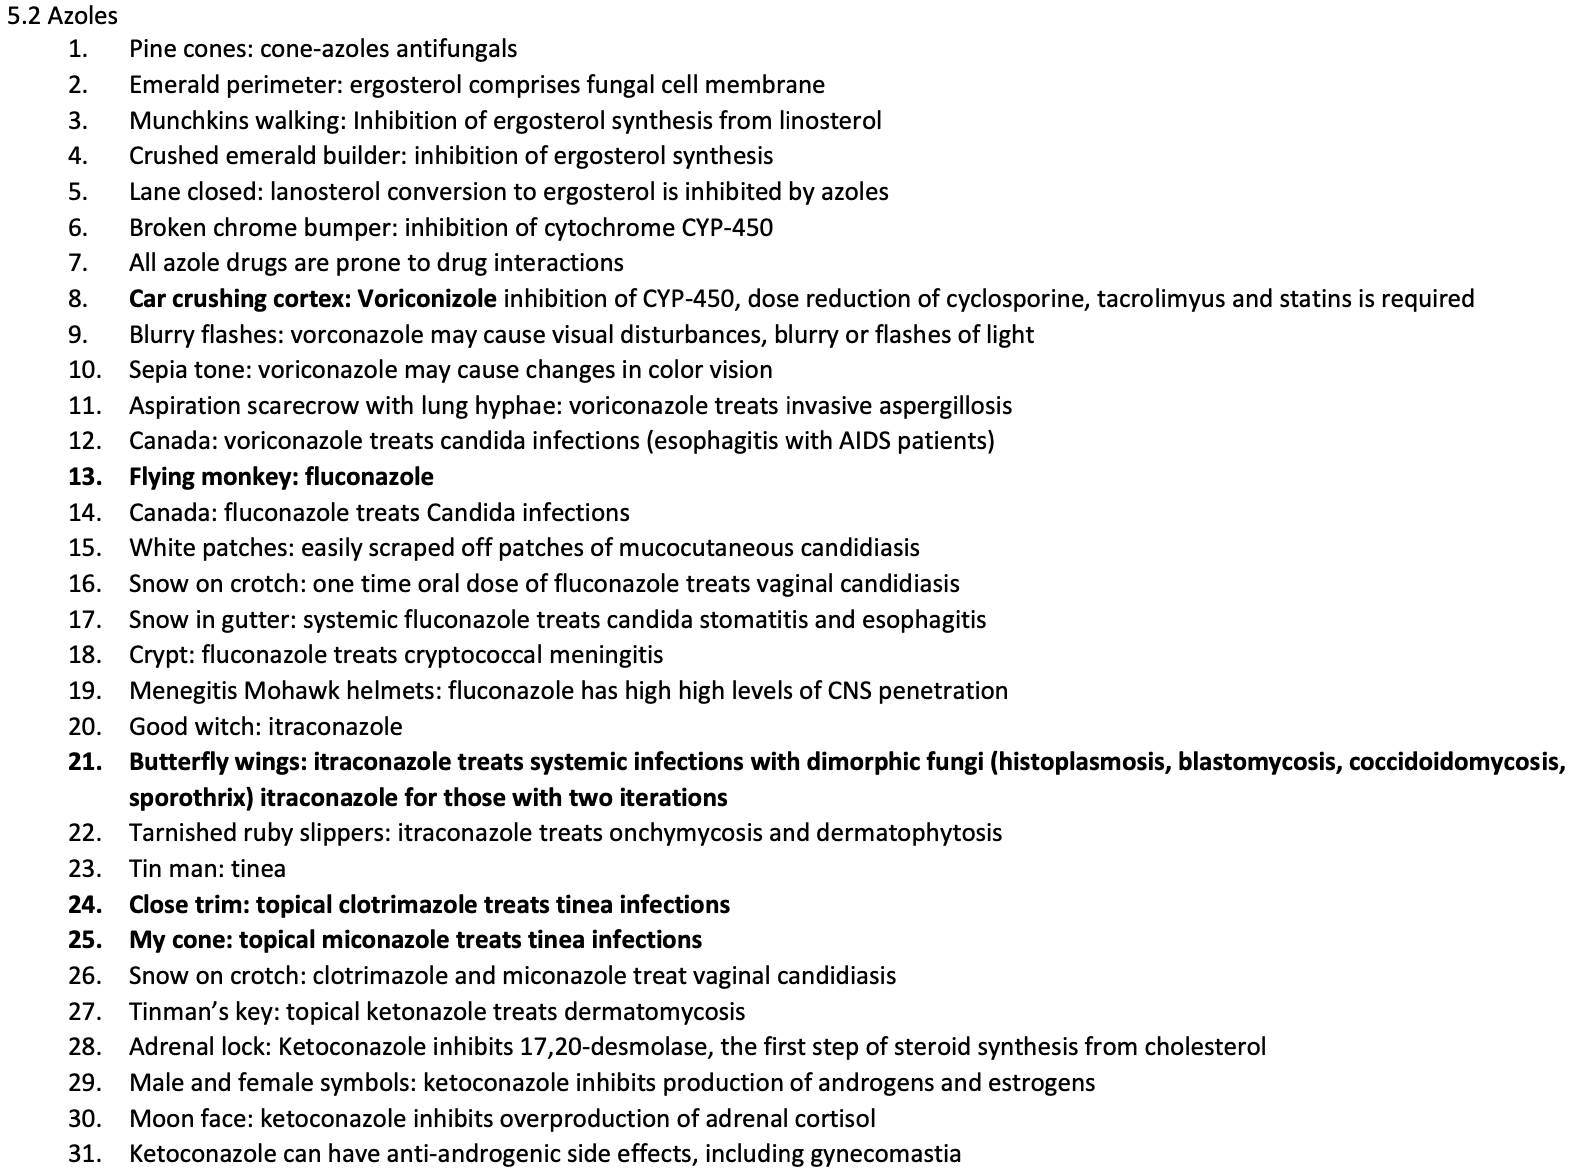 5.2 Azoles
1. Pine cones: cone-azoles antifungals
2. Emerald perimeter: ergosterol comprises fungal cell membrane
3. Munchkins walking: Inhibition of ergosterol synthesis from linosterol
4. Crushed emerald builder: inhibition of ergosterol synthesis
5. Lane closed: lanosterol conversion to ergosterol is inhibited by azoles
6. Broken chrome bumper: inhibition of cytochrome CYP-450
7. All azole drugs are prone to drug interactions
8. Car crushing cortex: Voriconizole inhibition of CYP-450, dose reduction of cyclosporine, tacrolimyus and statins is required
9. Blurry flashes: vorconazole may cause visual disturbances, blurry or flashes of light
10. Sepia tone: voriconazole may cause changes in color vision
11. Aspiration scarecrow with lung hyphae: voriconazole treats invasive aspergillosis
12. Canada: voriconazole treats candida infections (esophagitis with AIDS patients)
13. Flying monkey: fluconazole
14. Canada: fluconazole treats Candida infections
15. White patches: easily scraped off patches of mucocutaneous candidiasis
16. Snow on crotch: one time oral dose of fluconazole treats vaginal candidiasis
17. Snow in gutter: systemic fluconazole treats candida stomatitis and esophagitis
18. Crypt: fluconazole treats cryptococcal meningitis
19. Menegitis Mohawk helmets: fluconazole has high high levels of CNS penetration
20. Good witch: itraconazole
21. Butterfly wings: itraconazole treats systemic infections with dimorphic fungi (histoplasmosis, blastomycosis, coccidoidomycosis,
sporothrix) itraconazole for those with two iterations
22. Tarnished ruby slippers: itraconazole treats onchymycosis and dermatophytosis
23. Tin man: tinea
24. Close trim: topical clotrimazole treats tinea infections
25. My cone: topical miconazole treats tinea infections
26. Snow on crotch: clotrimazole and miconazole treat vaginal candidiasis
27. Tinman’s key: topical ketonazole treats dermatomycosis
28. Adrenal lock: Ketoconazole inhibits 17,20-desmolase, the first step of steroid synthesis from cholesterol
29. Male and female symbols: ketoconazole inhibits production of androgens and estrogens
30. Moon face: ketoconazole inhibits overproduction of adrenal cortisol
31. Ketoconazole can have anti-androgenic side effects, including gynecomastia